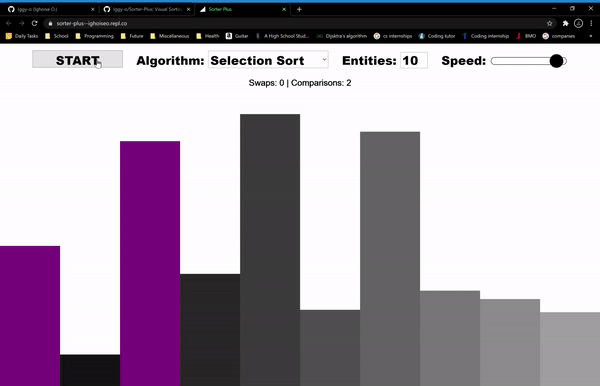 Iggy-o (Ighoise O.)
Iggy-o/Sorter-Plus: Visual Sortin
Sorter Plus
sorter-plus--ighoiseo.repl.co
Daily Tasks School Programming Future Miscellaneous Health Guitar A High School Stud... Dijsktra's algorithm cs internships Coding tutor Coding internship BMO companies
START Algorithm: Selection Sort Entities: 10 Speed:
Swaps: 0 | Comparisons: 2